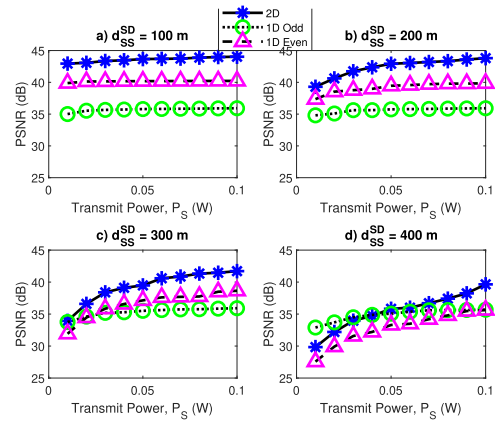 2D
1D Odd
1D Even
a) d_SS^SD = 100 m
45
40
35
30
25
PSNR (dB)
0 0.05 0.1
Transmit Power, P_S (W)
b) d_SS^SD = 200 m
45
40
35
30
25
PSNR (dB)
0 0.05 0.1
Transmit Power, P_S (W)
c) d_SS^SD = 300 m
45
40
35
30
25
PSNR (dB)
0 0.05 0.1
Transmit Power, P_S (W)
d) d_SS^SD = 400 m
45
40
35
30
25
PSNR (dB)
0 0.05 0.1
Transmit Power, P_S (W)